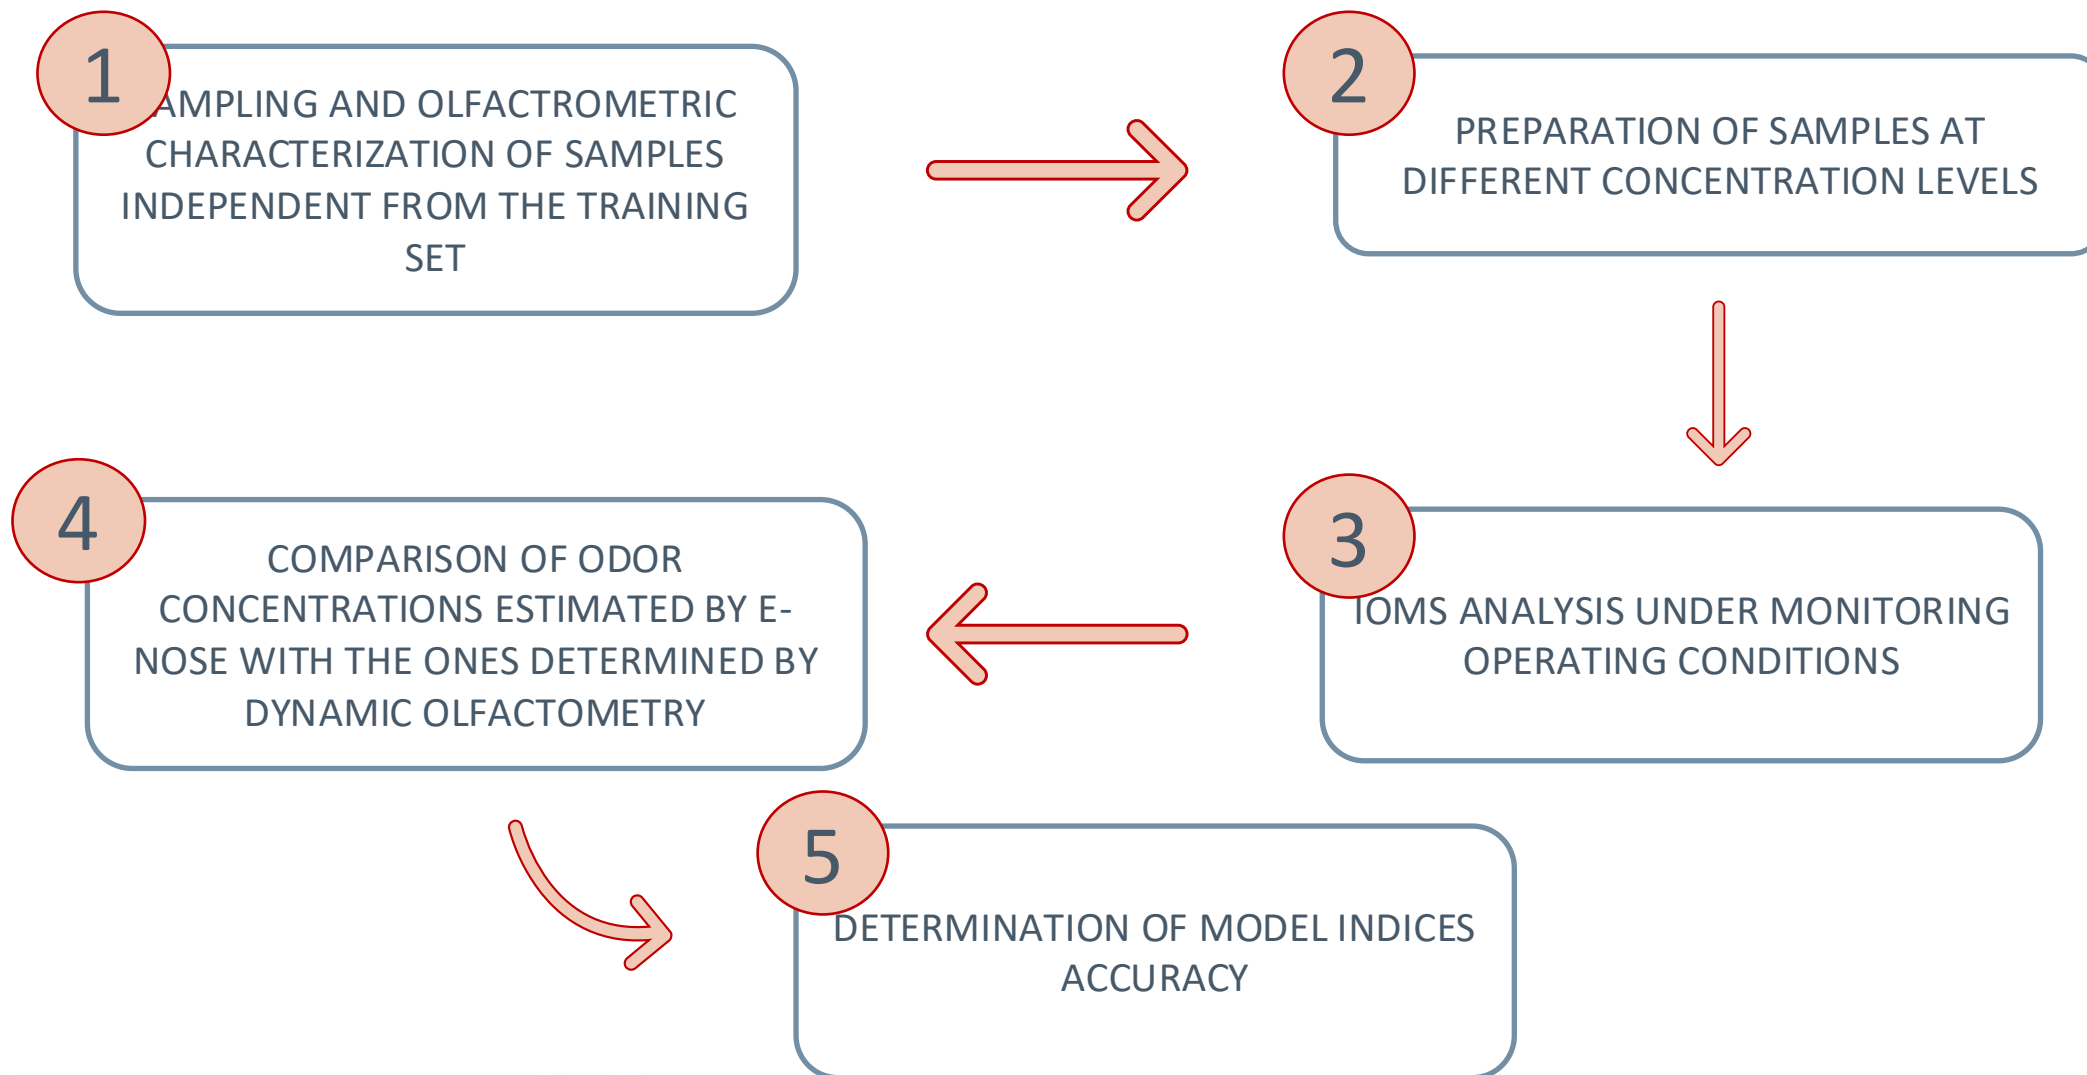 1
AMPLING AND OLFACTROMETRIC
CHARACTERIZATION OF SAMPLES
INDEPENDENT FROM THE TRAINING
SET
2
PREPARATION OF SAMPLES AT
DIFFERENT CONCENTRATION LEVELS
3
IOMS ANALYSIS UNDER MONITORING
OPERATING CONDITIONS
4
COMPARISON OF ODOR
CONCENTRATIONS ESTIMATED BY E-
NOSE WITH THE ONES DETERMINED BY
DYNAMIC OLFACTOMETRY
5
DETERMINATION OF MODEL INDICES
ACCURACY